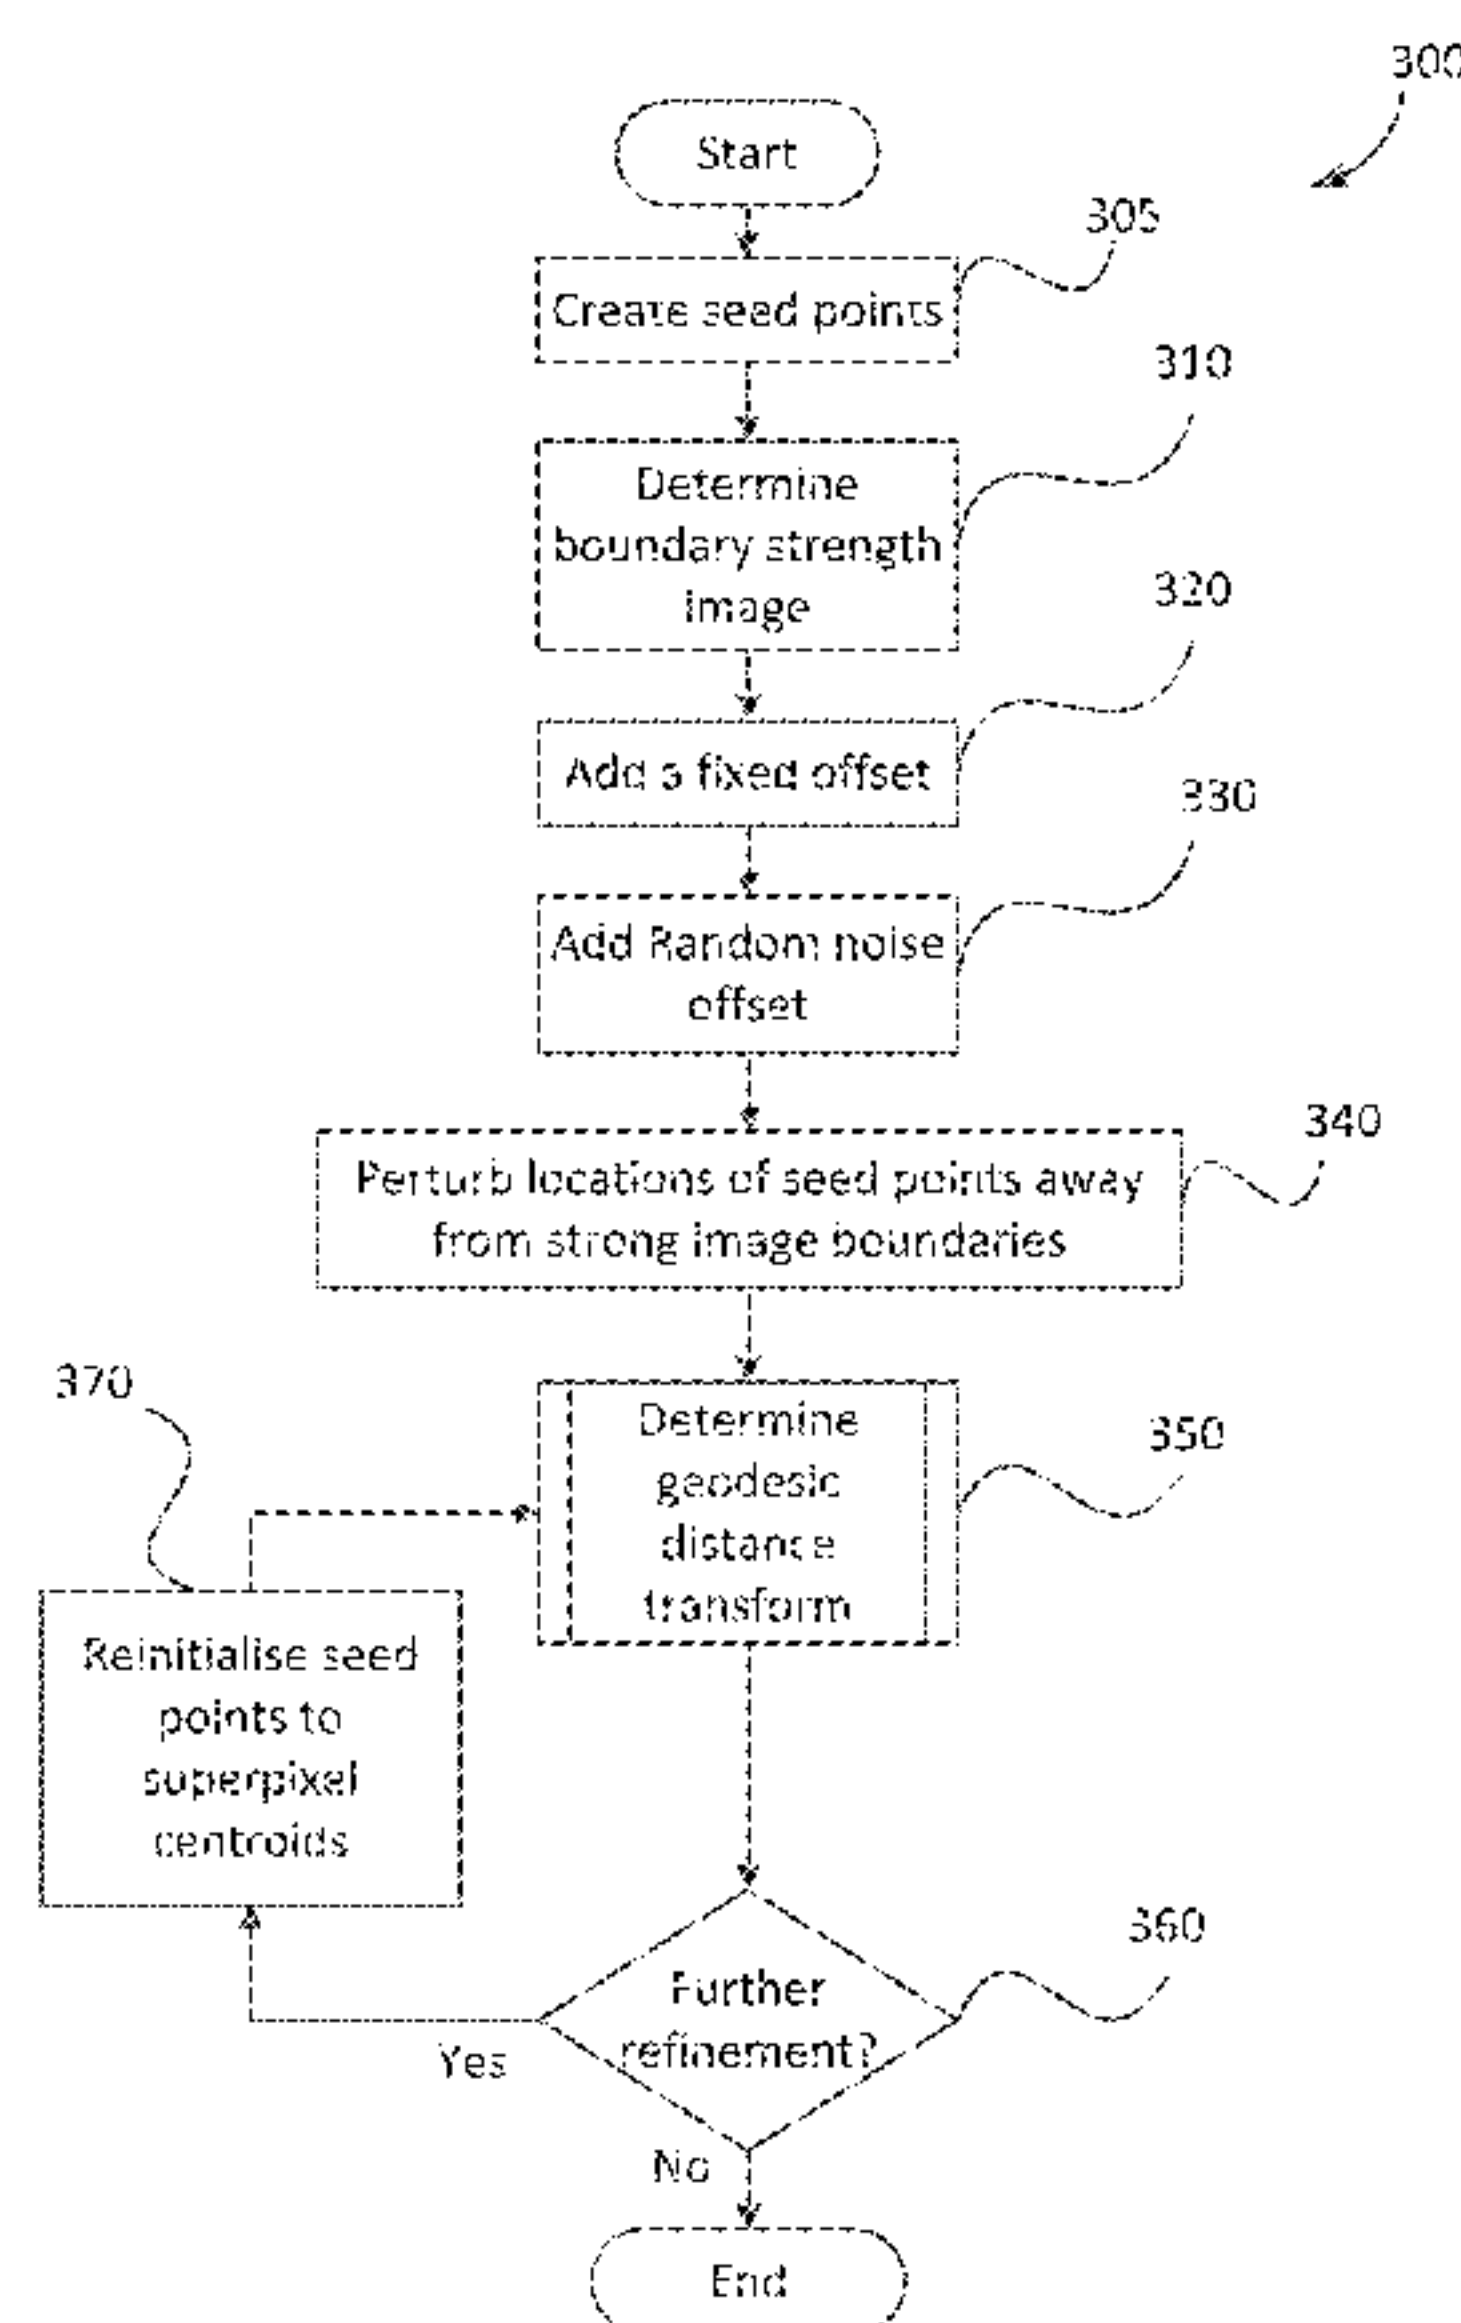 300
Start
305
Create seed points
310
Determine
boundary strength
image
320
Add a fixed offset
330
Add Random noise
offset
340
Perturb locations of seed points away
from strong image boundaries
370
350
Determine
geodesic
distance
transform
Reinitialise seed
points to
superpixel
centroids
360
Further
refinement?
Yes
No
End